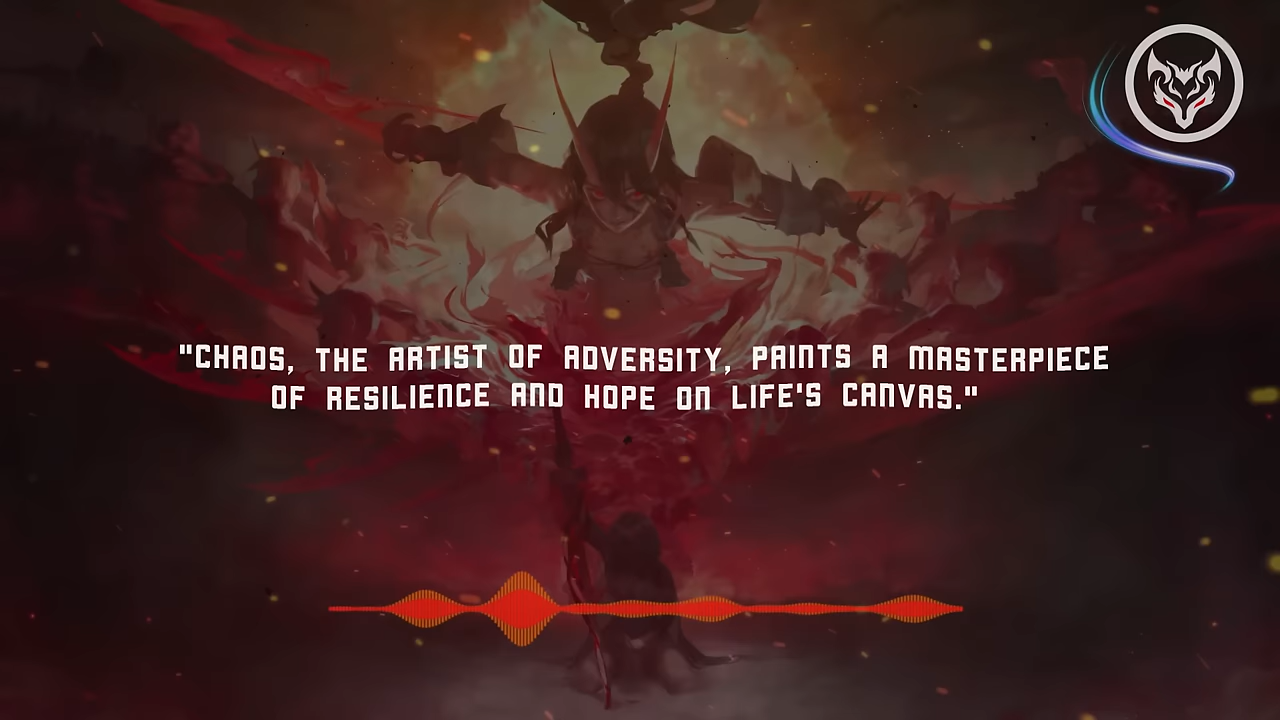 "CHAOS, THE ARTIST OF ADVERSITY, PAINTS A MASTERPIECE
OF RESILIENCE AND HOPE ON LIFE'S CANVAS."